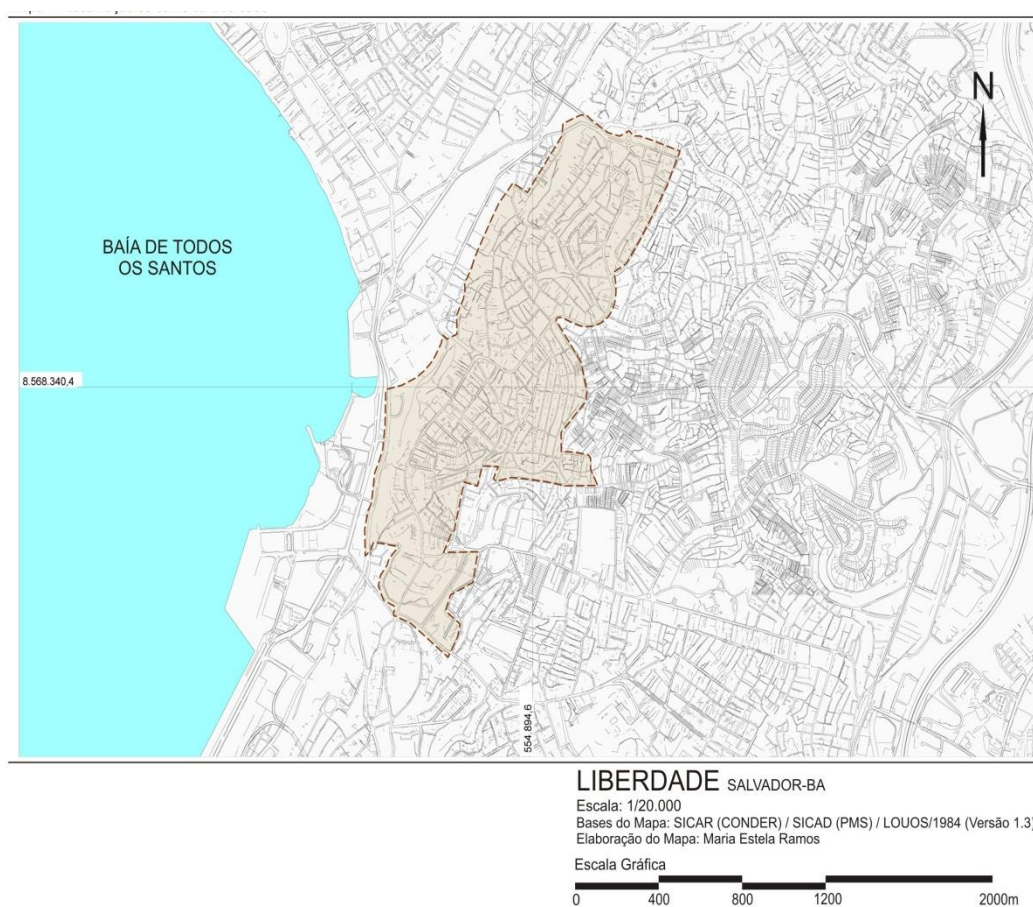 N
BAÍA DE TODOS
OS SANTOS
8.568.340,4
554.894,6
LIBERDADE SALVADOR-BA
Escala: 1/20.000
Bases do Mapa: SICAR (CONDER) / SICAD (PMS) / LOUOS/1984 (Versão 1.3)
Elaboração do Mapa: Maria Estela Ramos
Escala Gráfica
0 400 800 1200 2000m